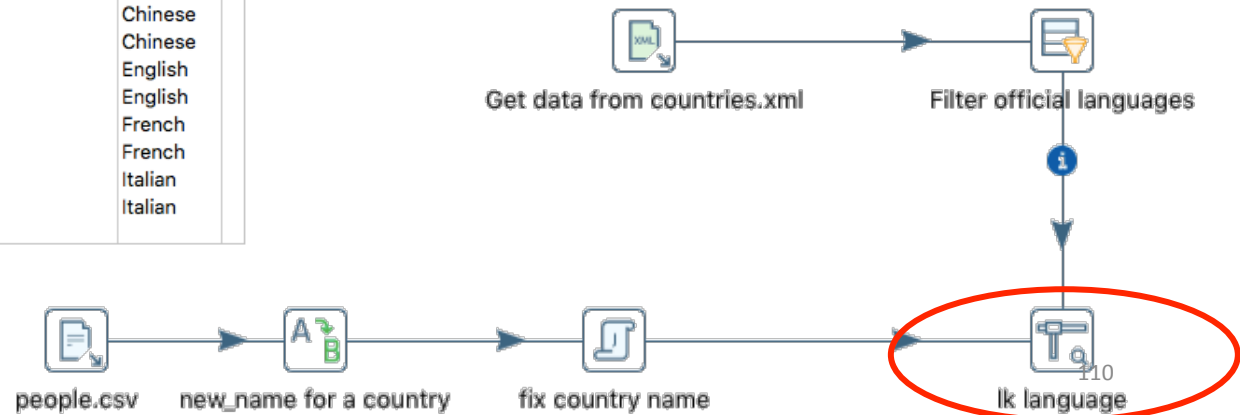 Chinese
Chinese
English
English
French
French
Italian
Italian
XML
Get data from countries.xml
Filter official languages
i
A
B
people.csv
new_name for a country
fix country name
lk language
110